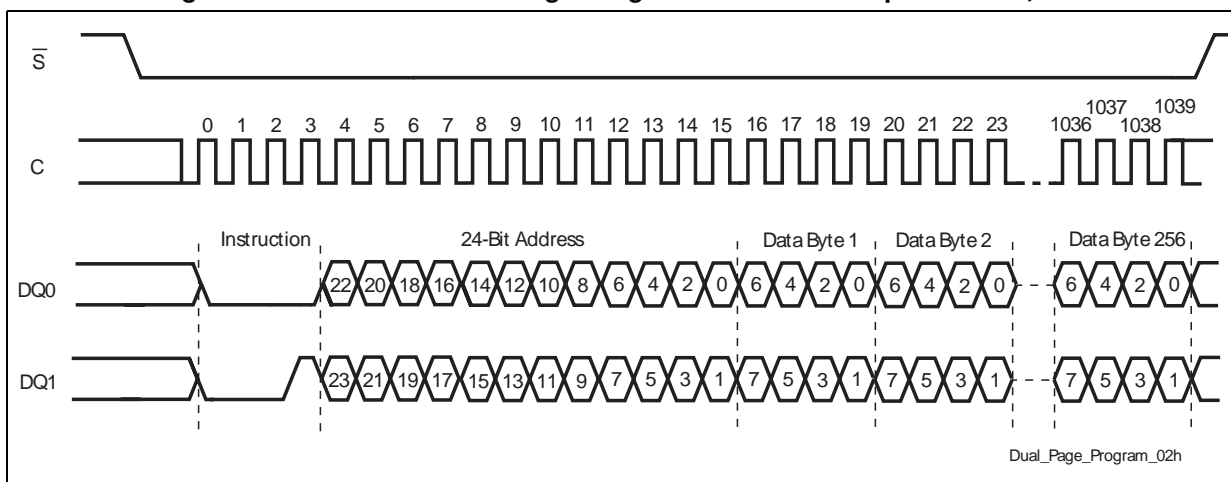 S
0 1 2 3 4 5 6 7 8 9 10 11 12 13 14 15 16 17 18 19 20 21 22 23 1036 1037 1038 1039
C
Instruction 24-Bit Address Data Byte 1 Data Byte 2 Data Byte 256
DQ0 22 20 18 16 14 12 10 8 6 4 2 0 6 4 2 0 6 4 2 0 6 4 2 0
DQ1 23 21 19 17 15 13 11 9 7 5 3 1 7 5 3 1 7 5 3 1 7 5 3 1
Dual_Page_Program_02h